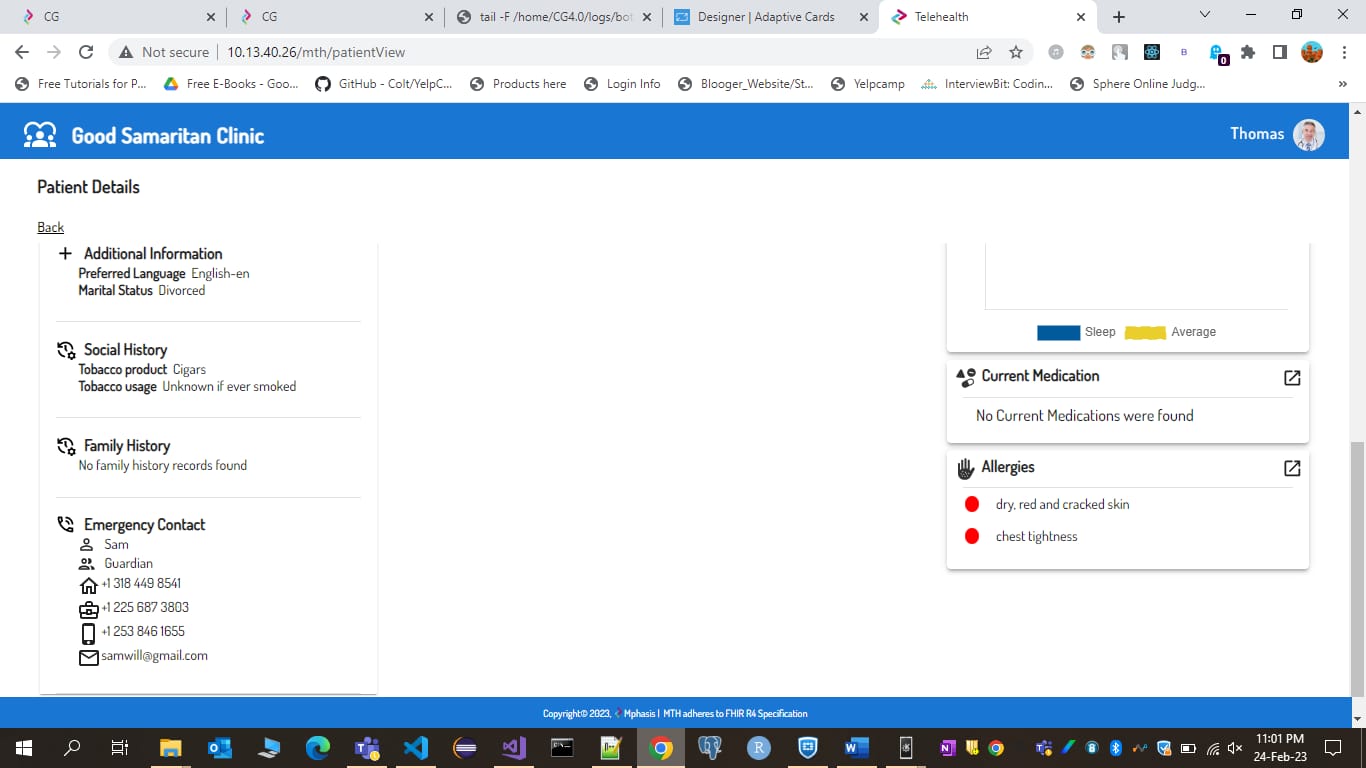 CG
CG
tail -F /home/CG4.0/logs/bot
Designer | Adaptive Cards
Telehealth
Not secure
10.13.40.26/mth/patientView
B
0
Free Tutorials for P...
Free E-Books - Goo...
GitHub - Colt/YelpC...
Products here
Login Info
Blooger_Website/St...
Yelpcamp
InterviewBit: Codin...
Sphere Online Judg...
»
Good Samaritan Clinic
Thomas
Patient Details
Back
Additional Information
Preferred Language English-en
Marital Status Divorced
Social History
Tobacco product Cigars
Tobacco usage Unknown if ever smoked
Family History
No family history records found
Emergency Contact
Sam
Guardian
+1 318 449 8541
+1 225 687 3803
+1 253 846 1655
samwill@gmail.com
Sleep
Average
Current Medication
No Current Medications were found
Allergies
dry, red and cracked skin
chest tightness
Copyright© 2023, Mphasis | MTH adheres to FHIR R4 Specification
11:01 PM
24-Feb-23